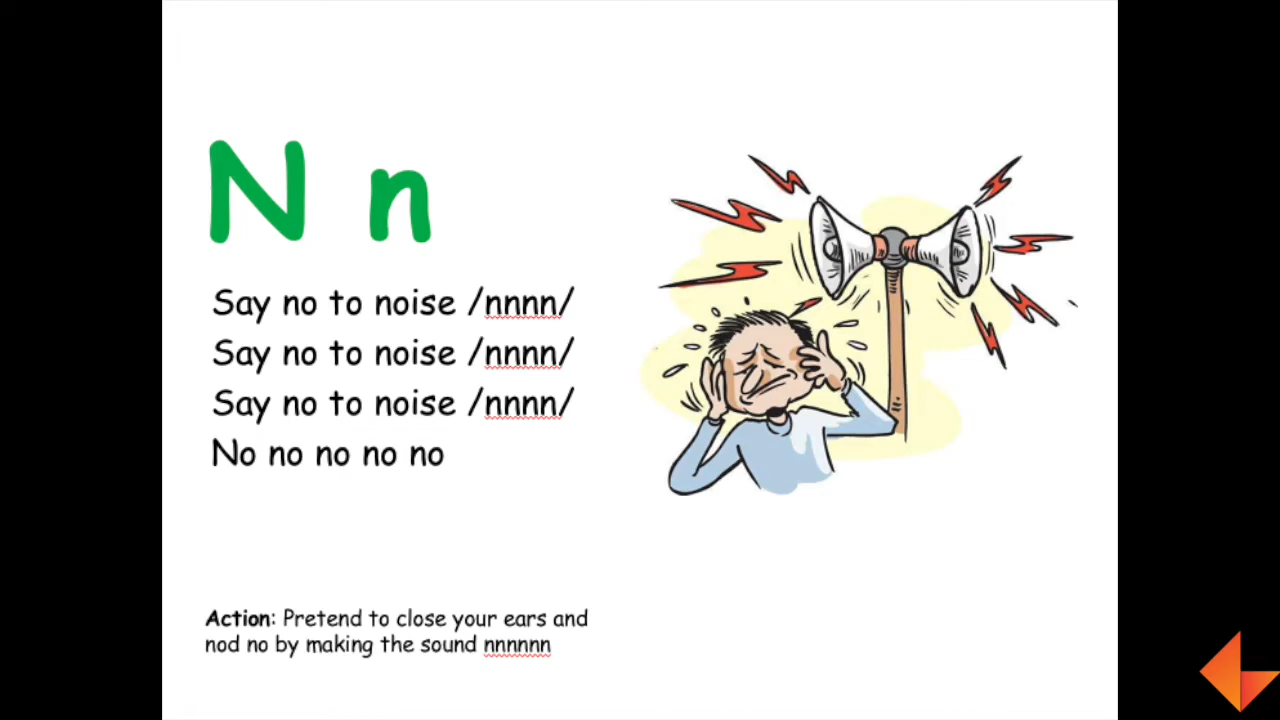 N n
Say no to noise /nnnn/
Say no to noise /nnnn/
Say no to noise /nnnn/
No no no no no
Action: Pretend to close your ears and
nod no by making the sound nnnnnn